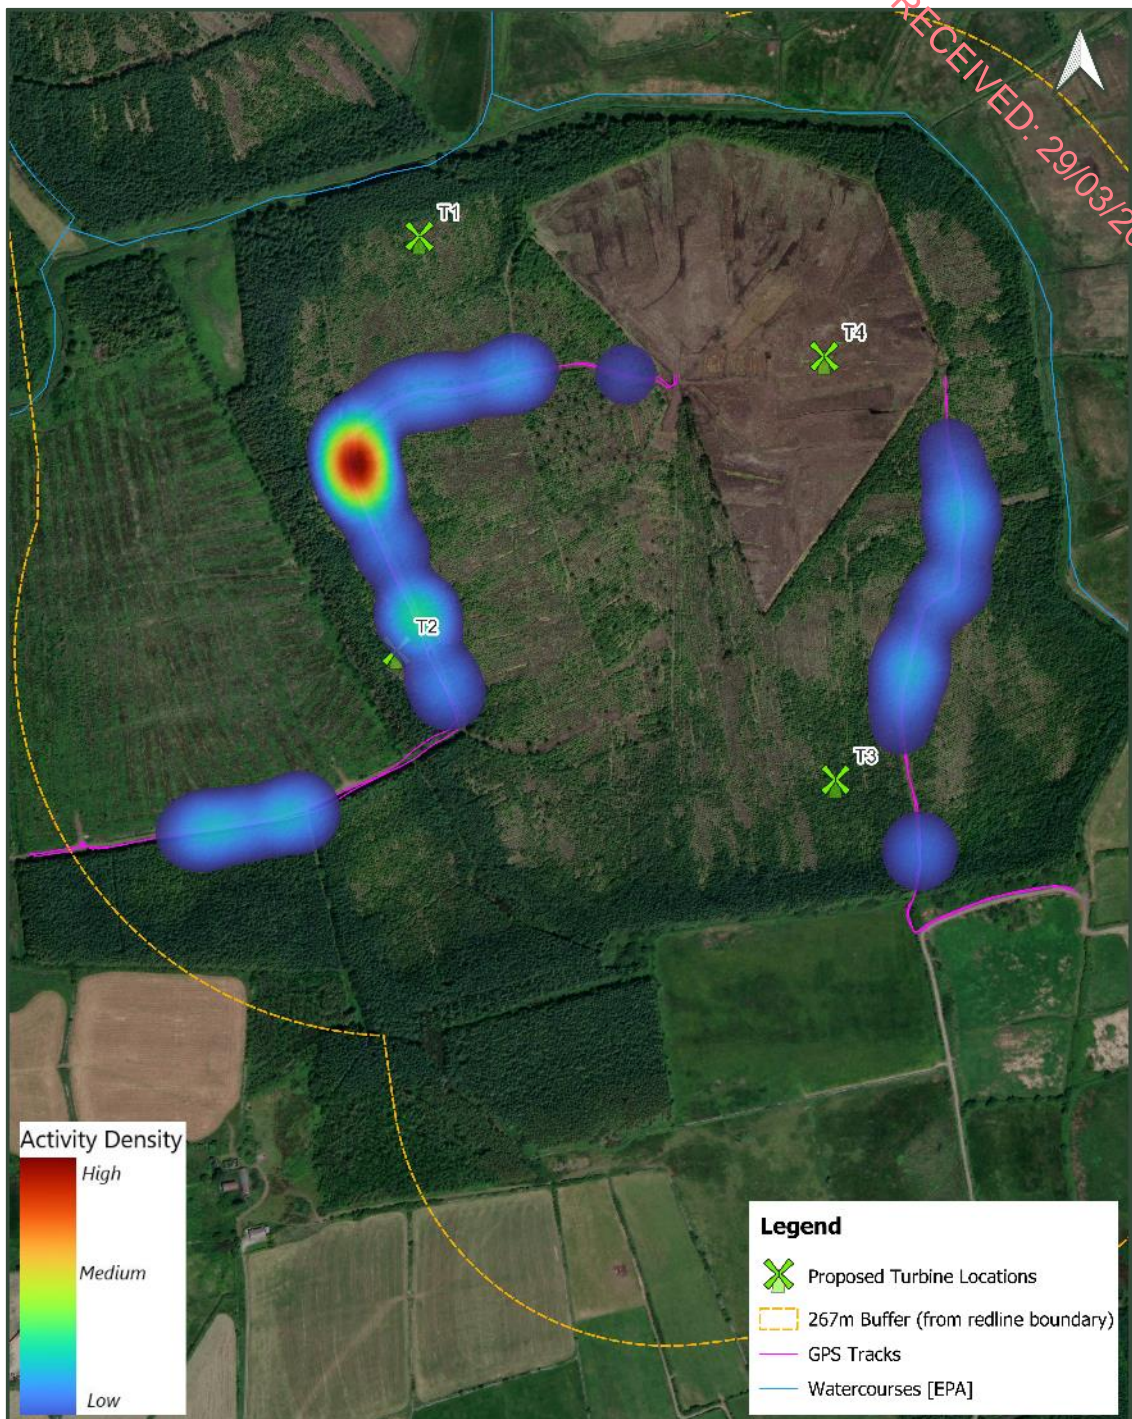 RECEIVED: 29/03/20
T1
T4
T2
T3
Activity Density
High
Medium
Low
Legend
Proposed Turbine Locations
267m Buffer (from redline boundary)
GPS Tracks
Watercourses [EPA]